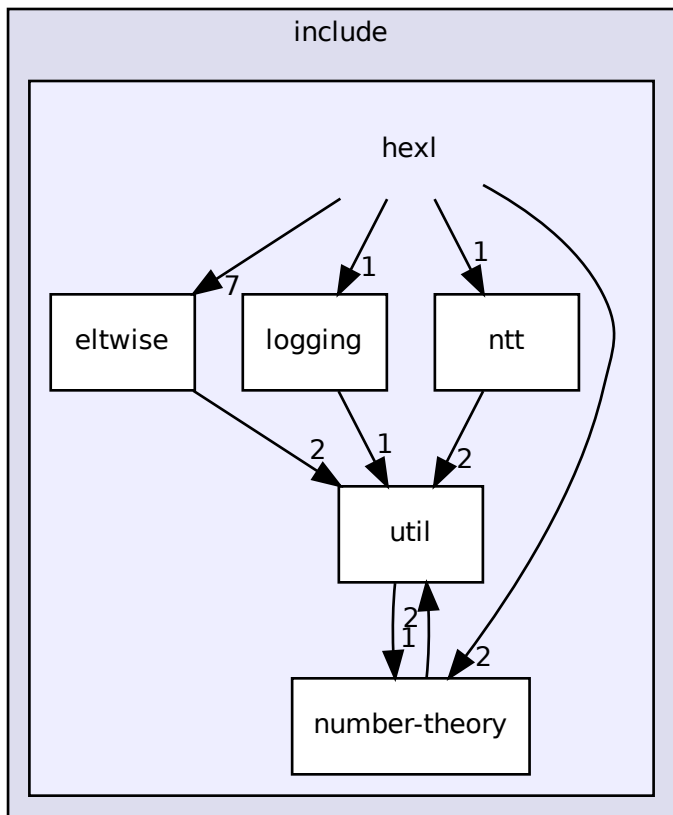 include
hexl
7
1
1
eltwise
logging
ntt
2
1
2
util
2
1
2
number-theory